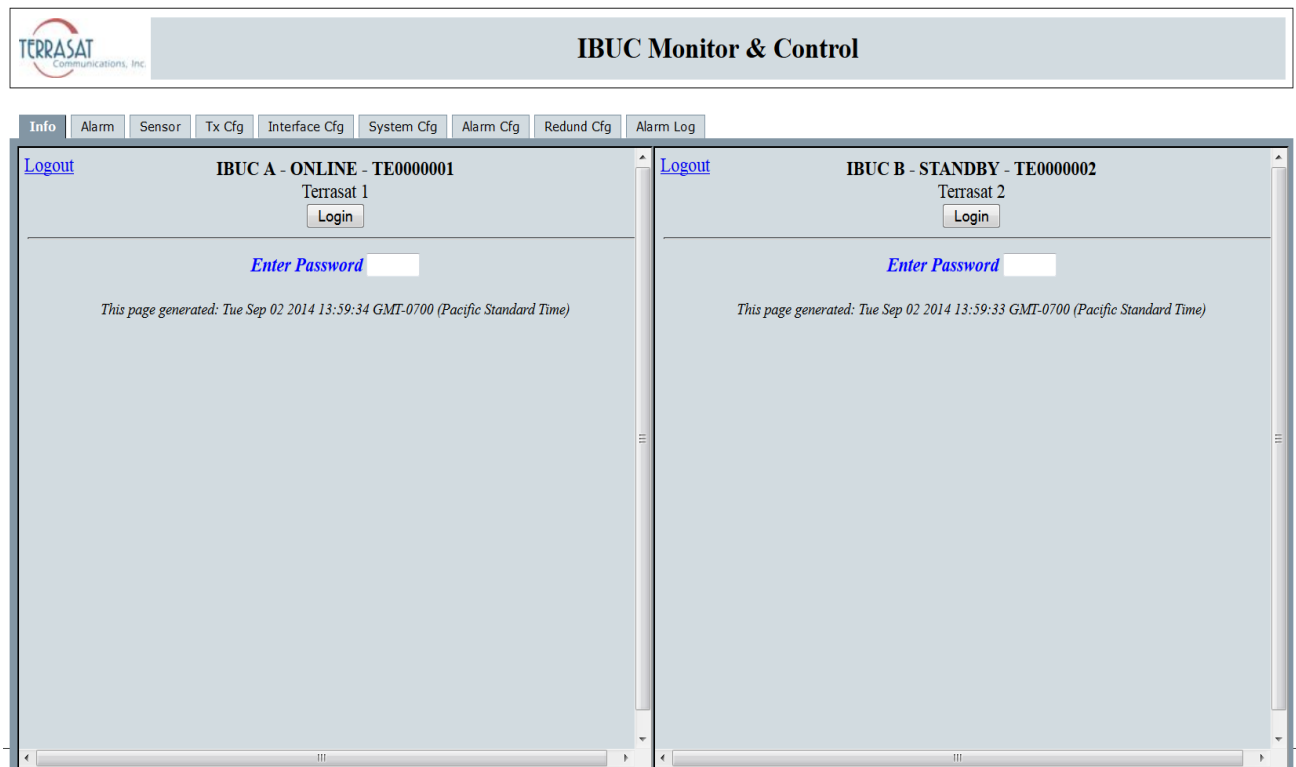 TERRASAT
Communications, Inc.
IBUC Monitor & Control
Info Alarm Sensor Tx Cfg Interface Cfg System Cfg Alarm Cfg Redund Cfg Alarm Log
Logout
IBUC A - ONLINE - TE0000001
Terrasat 1
Login
Enter Password
This page generated: Tue Sep 02 2014 13:59:34 GMT-0700 (Pacific Standard Time)
Logout
IBUC B - STANDBY - TE0000002
Terrasat 2
Login
Enter Password
This page generated: Tue Sep 02 2014 13:59:33 GMT-0700 (Pacific Standard Time)